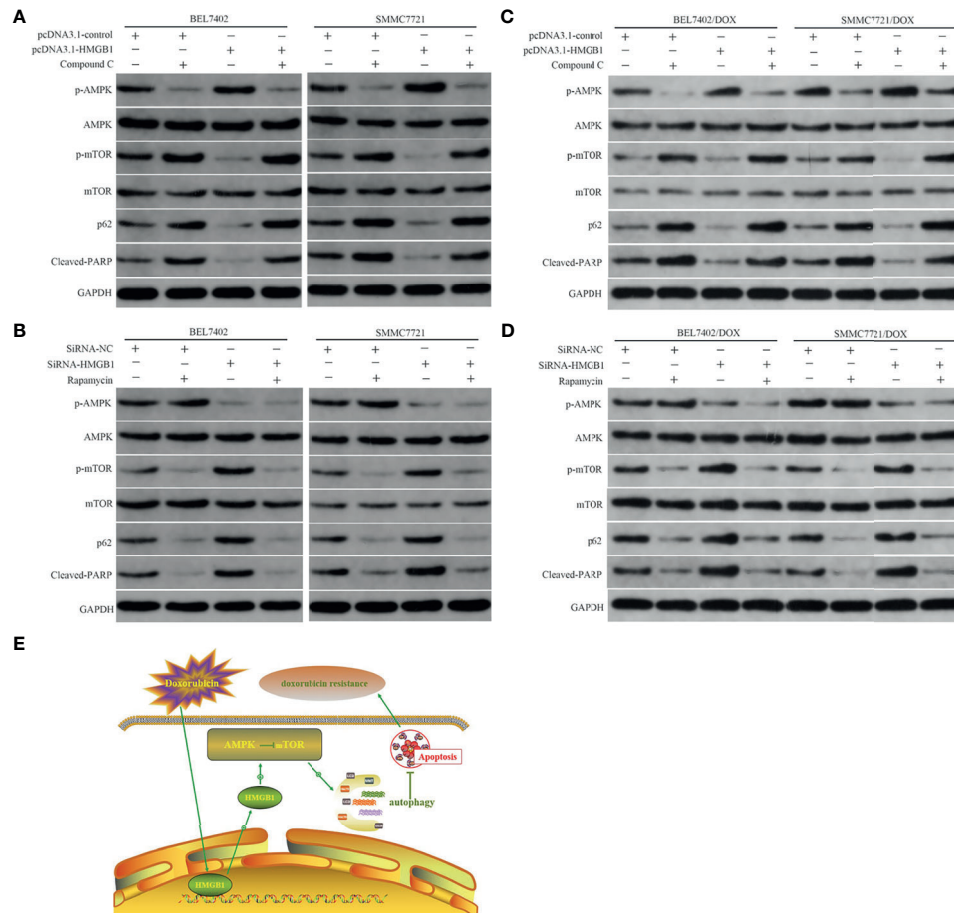 A
BEL7402 SMMC7721
pcDNA3.1-control + + – – + + – –
pcDNA3.1-HMGB1 – – + + – – + +
Compound C – + – + – + – +
p-AMPK
AMPK
p-mTOR
mTOR
p62
Cleaved-PARP
GAPDH
B
BEL7402 SMMC7721
SiRNA-NC + + – – + + – –
SiRNA-HMGB1 – – + + – – + +
Rapamycin – + – + – + – +
p-AMPK
AMPK
p-mTOR
mTOR
p62
Cleaved-PARP
GAPDH
C
BEL7402/DOX SMMC7721/DOX
pcDNA3.1-control + + – – + + – –
pcDNA3.1-HMGB1 – – + + – – + +
Compound C – + – + – + – +
p-AMPK
AMPK
p-mTOR
mTOR
p62
Cleaved-PARP
GAPDH
D
BEL7402/DOX SMMC7721/DOX
SiRNA-NC + + – – + + – –
SiRNA-HMGB1 – – + + – – + +
Rapamycin – + – + – + – +
p-AMPK
AMPK
p-mTOR
mTOR
p62
Cleaved-PARP
GAPDH
E
Doxorubicin
doxorubicin resistance
AMPK mTOR
Apoptosis
HMGB1
autophagy
HMGB1